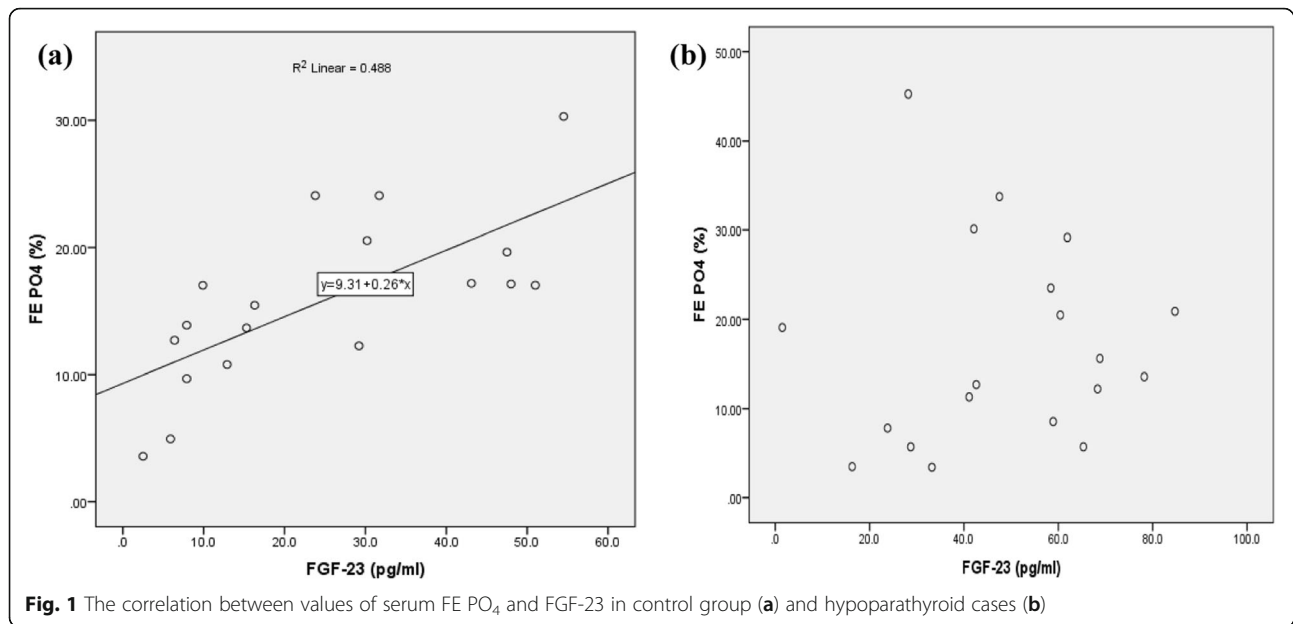 (a)
R² Linear = 0.488
FE PO4 (%)
30.00
20.00
10.00
.00
y=9.31+0.26*x
.0 10.0 20.0 30.0 40.0 50.0 60.0
FGF-23 (pg/ml)
(b)
FE PO4 (%)
50.00
40.00
30.00
20.00
10.00
.00
.0 20.0 40.0 60.0 80.0 100.0
FGF-23 (pg/ml)
Fig. 1 The correlation between values of serum FE PO₄ and FGF-23 in control group (a) and hypoparathyroid cases (b)